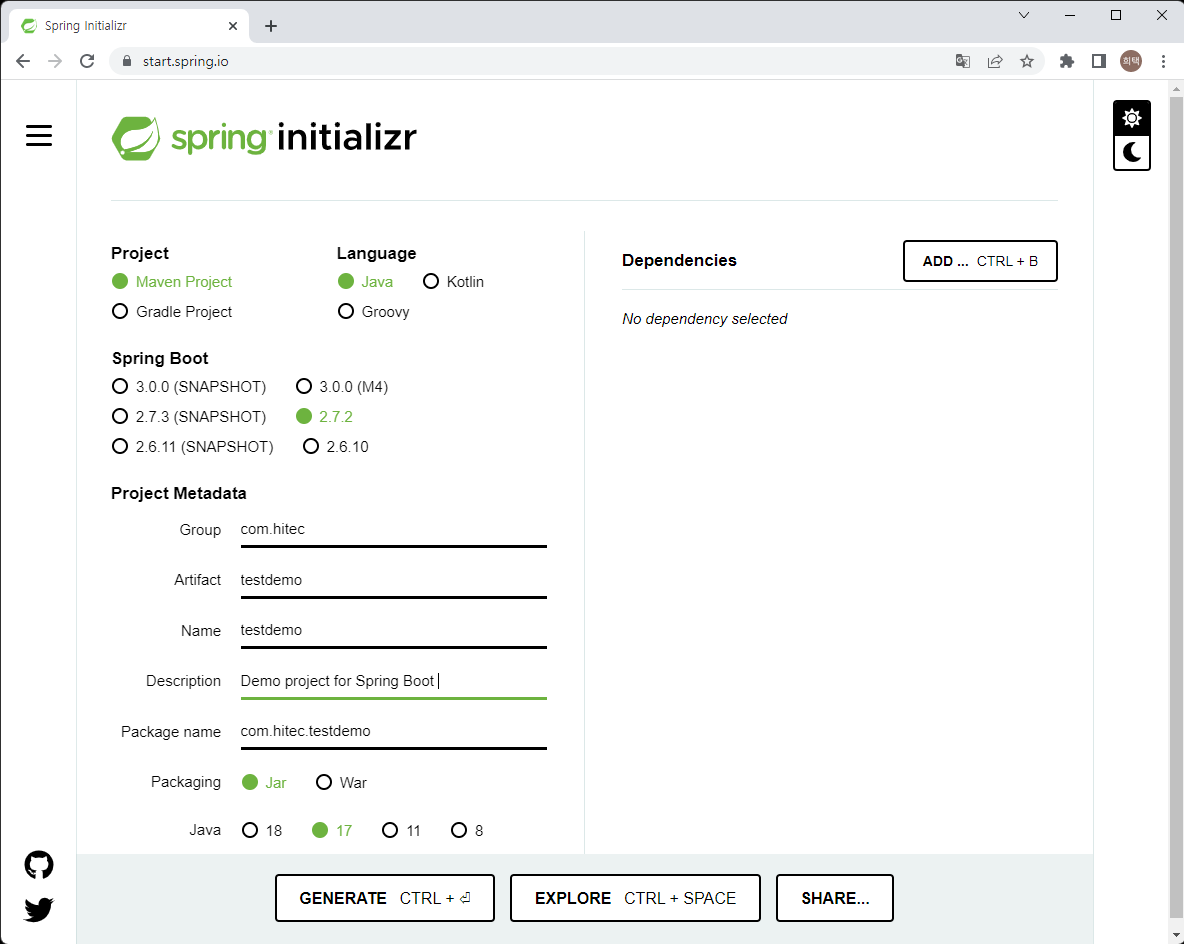 Spring Initializr
start.spring.io
희택
spring initializr
Project
Language
Maven Project
Java
Kotlin
Gradle Project
Groovy
Dependencies
ADD ... CTRL + B
No dependency selected
Spring Boot
3.0.0 (SNAPSHOT)
3.0.0 (M4)
2.7.3 (SNAPSHOT)
2.7.2
2.6.11 (SNAPSHOT)
2.6.10
Project Metadata
Group com.hitec
Artifact testdemo
Name testdemo
Description Demo project for Spring Boot
Package name com.hitec.testdemo
Packaging Jar War
Java 18 17 11 8
GENERATE CTRL + ⏎
EXPLORE CTRL + SPACE
SHARE...